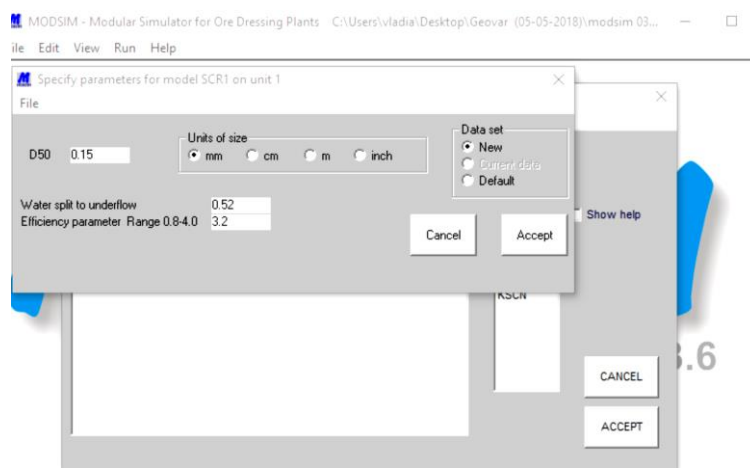 MODSIM - Modular Simulator for Ore Dressing Plants C:\Users\vladia\Desktop\Geovar (05-05-2018)\modsim 03...
ile Edit View Run Help
Specify parameters for model SCR1 on unit 1
File
D50 0.15
Units of size
mm cm m inch
Data set
New
Current data
Default
Water split to underflow 0.52
Efficiency parameter Range 0.8-4.0 3.2
Cancel Accept
Show help
KSCN
3.6
CANCEL
ACCEPT